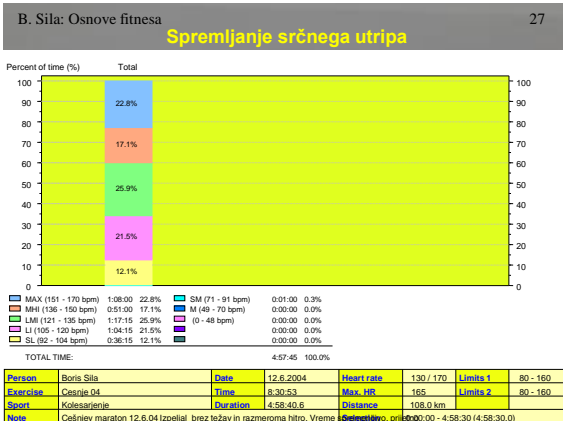 B. Sila: Osnove fitnesa 27
Spremljanje srčnega utripa
Percent of time (%) Total
100 100
90 90
22.8%
80 80
70 70
17.1%
60 60
50 50
25.9%
40 40
30 30
21.5%
20 20
10 10
12.1%
0 0
MAX (151 - 170 bpm) 1:08:00 22.8% SM (71 - 91 bpm) 0:01:00 0.3%
MHI (136 - 150 bpm) 0:51:00 17.1% M (49 - 70 bpm) 0:00:00 0.0%
LMI (121 - 135 bpm) 1:17:15 25.9% (0 - 48 bpm) 0:00:00 0.0%
LI (105 - 120 bpm) 1:04:15 21.5% 0:00:00 0.0%
SL (92 - 104 bpm) 0:36:15 12.1% 0:00:00 0.0%
TOTAL TIME: 4:57:45 100.0%
Person Boris Sila Date 12.6.2004 Heart rate 130 / 170 Limits 1 80 - 160
Exercise Cesnje 04 Time 8:30:53 Max. HR 165 Limits 2 80 - 160
Sport Kolesarjenje Duration 4:58:40.6 Distance 108.0 km
Note Češnjev maraton 12.6.04 Izpeljal brez težav in razmeroma hitro. Vreme - 4:58:30 (4:58:30.0)